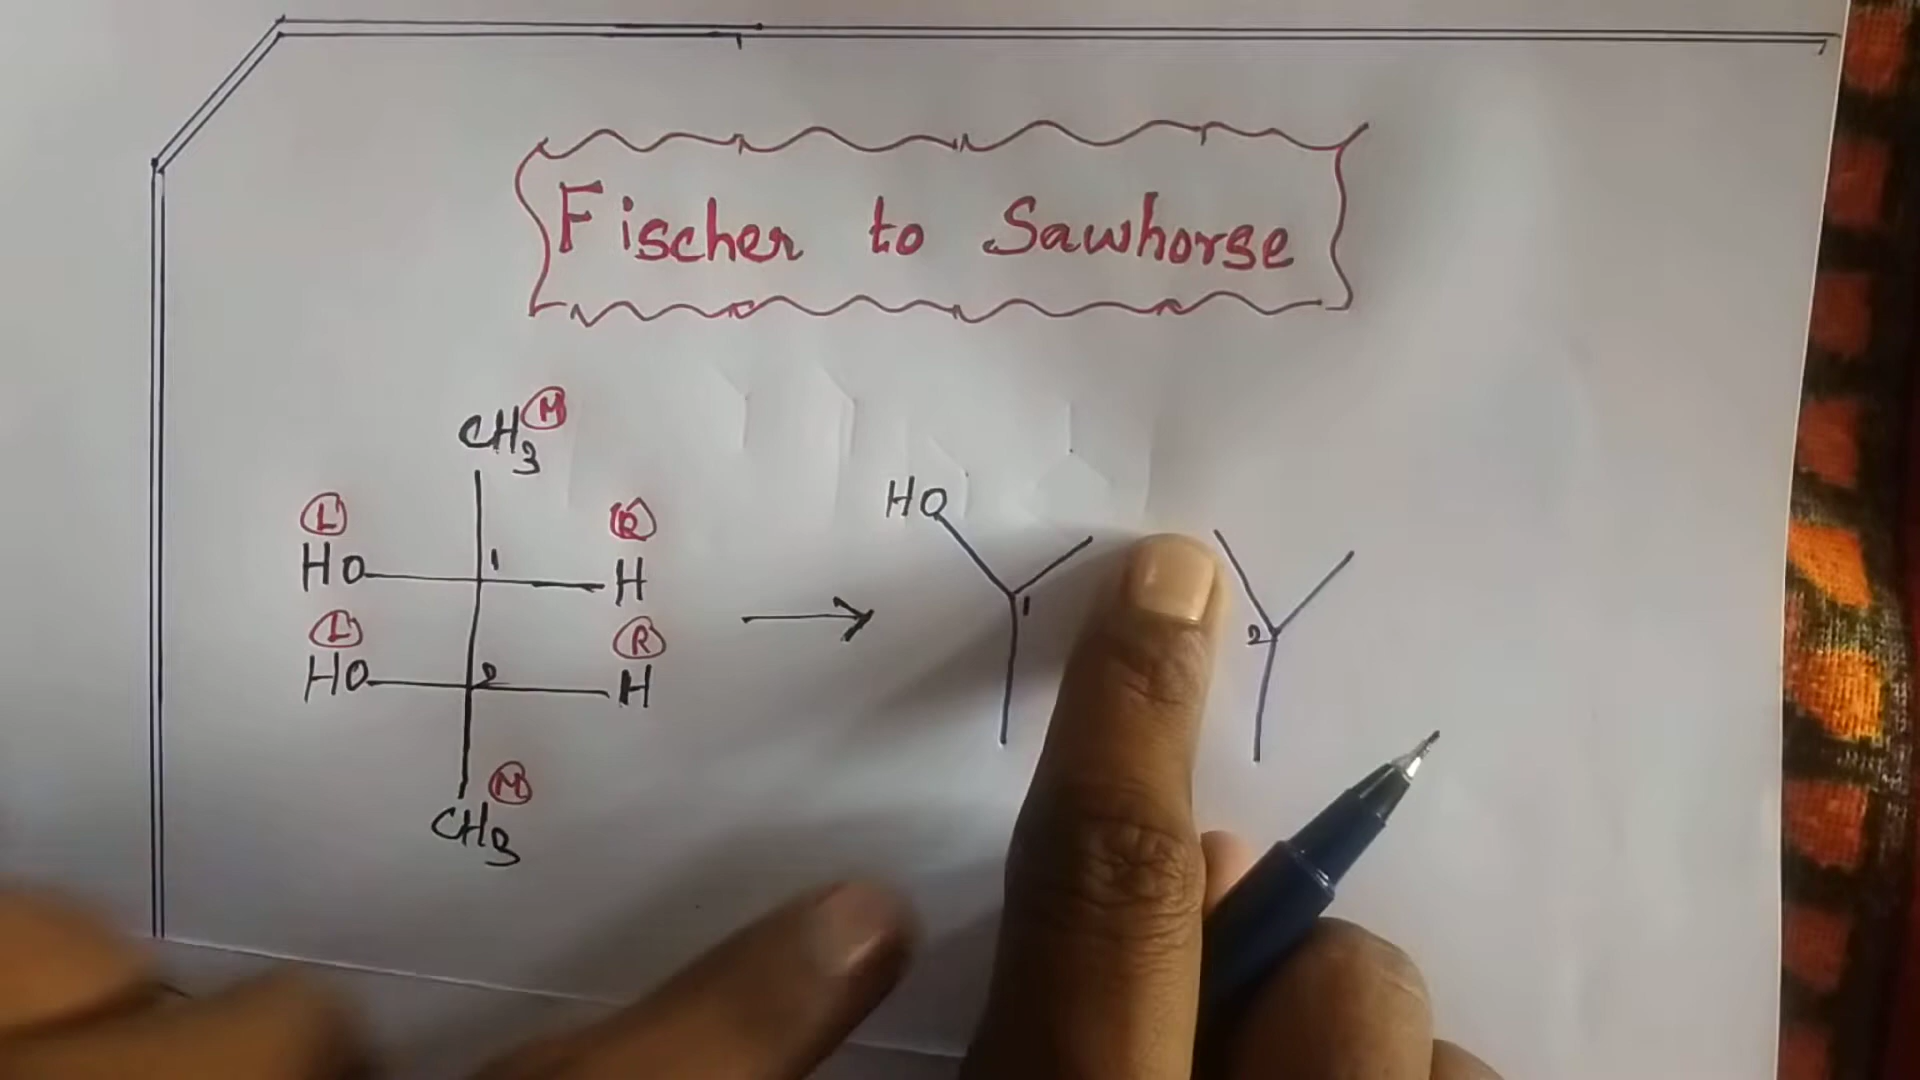 Fischer to Sawhorse
CH3 M
L R
HO 1 H
L R
HO 2 H
M
CH3
HO
1
2